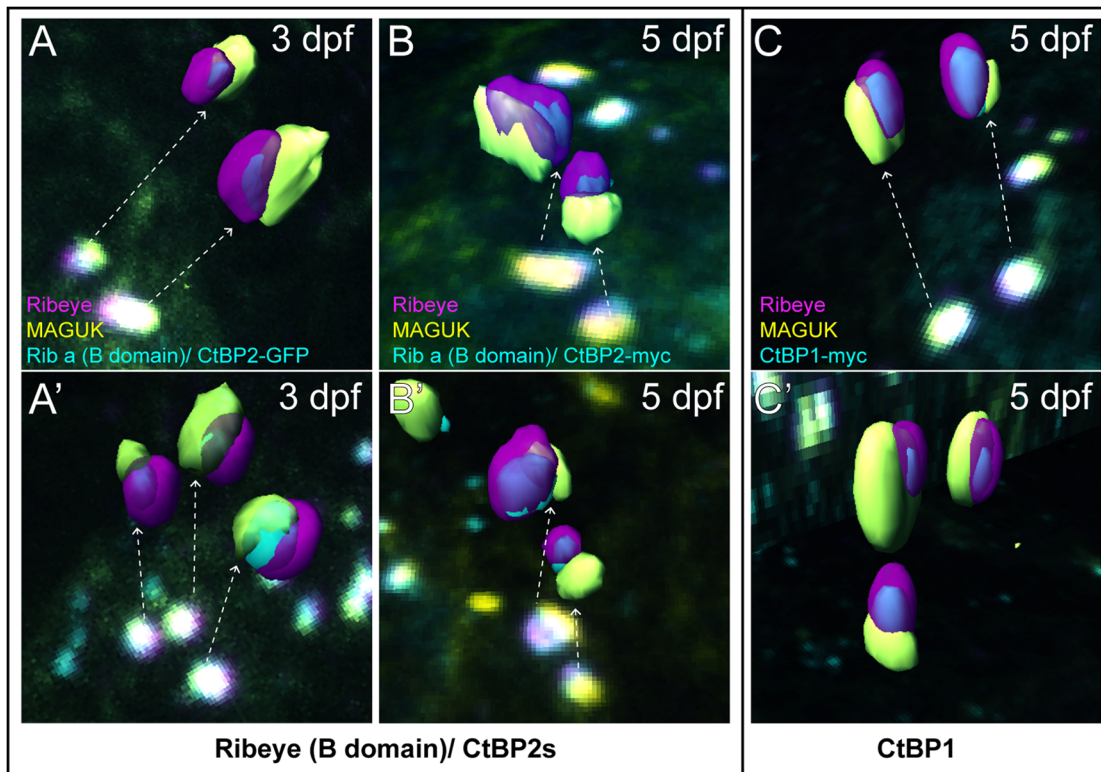 A 3 dpf
Ribeye
MAGUK
Rib a (B domain)/ CtBP2-GFP
B 5 dpf
Ribeye
MAGUK
Rib a (B domain)/ CtBP2-myc
C 5 dpf
Ribeye
MAGUK
CtBP1-myc
A' 3 dpf
B' 5 dpf
C' 5 dpf
Ribeye (B domain)/ CtBP2s
CtBP1